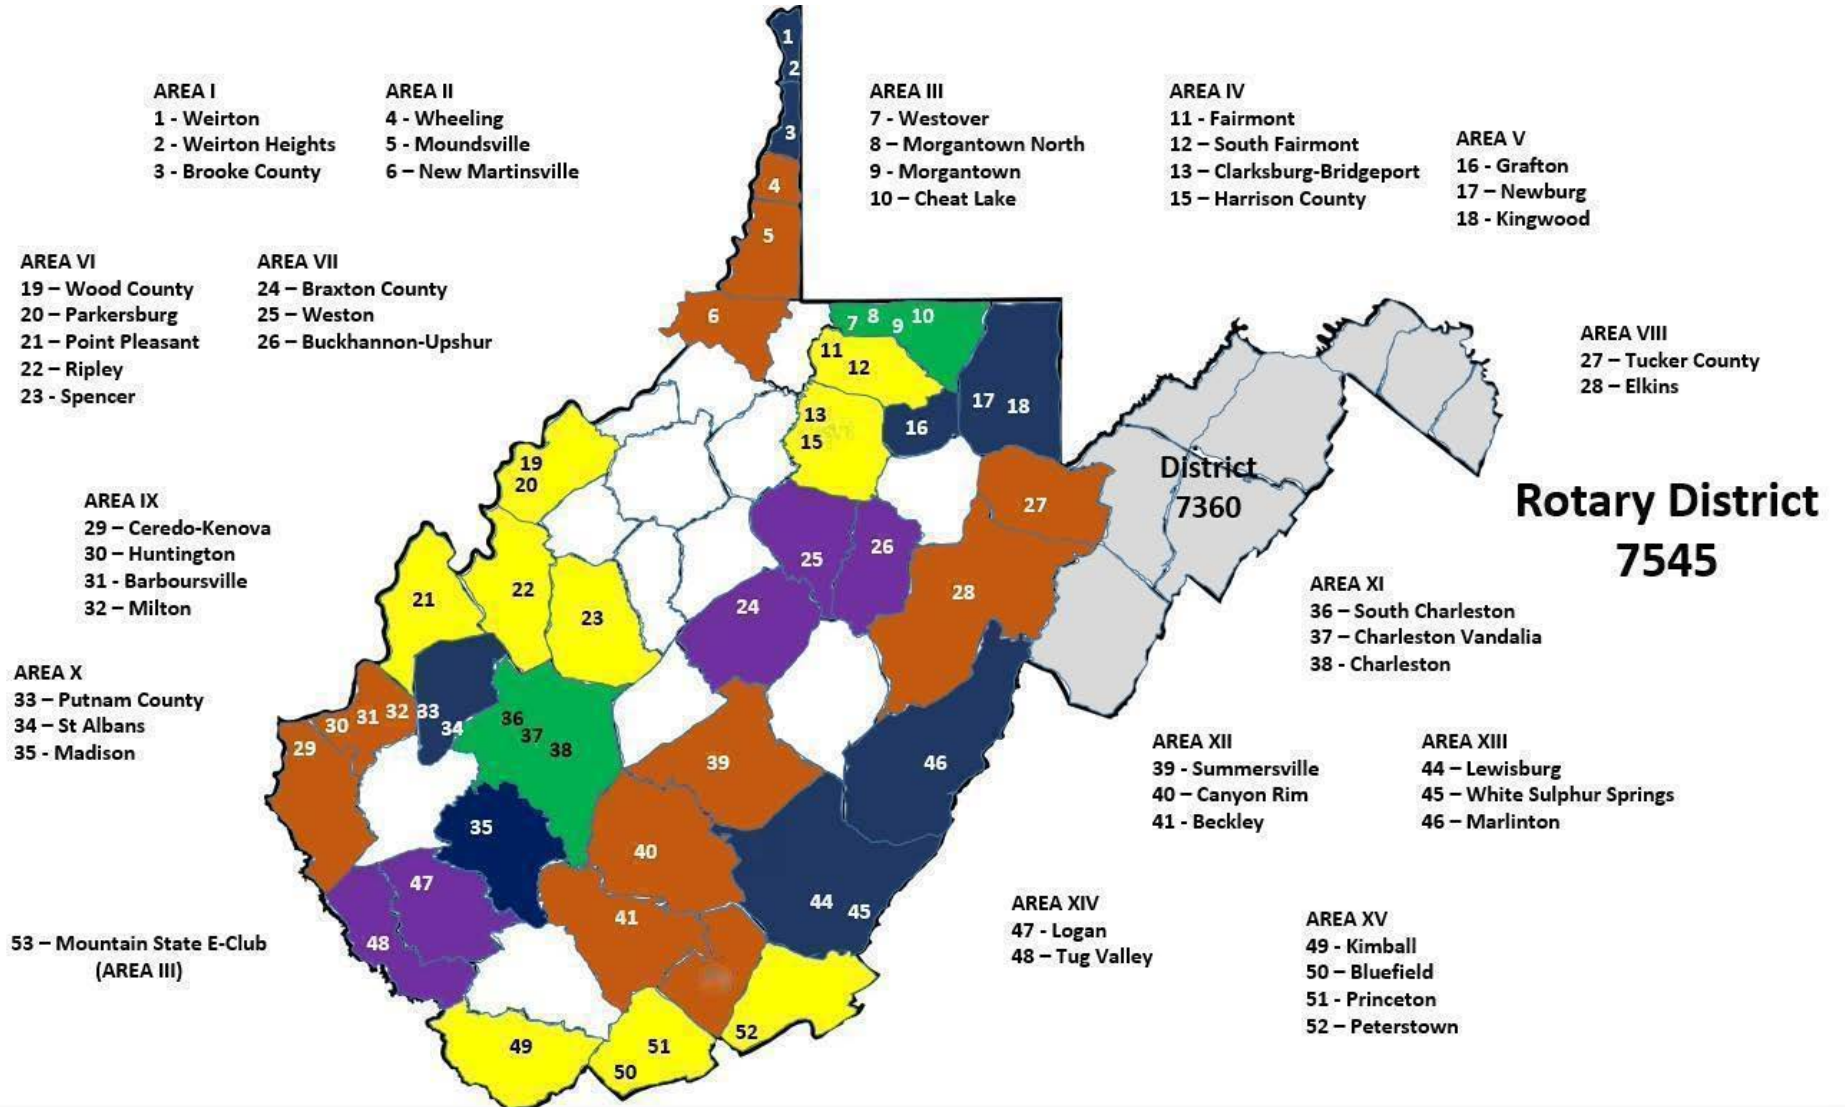 AREA I
1 - Weirton
2 - Weirton Heights
3 - Brooke County
AREA II
4 - Wheeling
5 - Moundsville
6 – New Martinsville
AREA III
7 - Westover
8 – Morgantown North
9 - Morgantown
10 – Cheat Lake
AREA IV
11 - Fairmont
12 – South Fairmont
13 – Clarksburg-Bridgeport
15 – Harrison County
AREA V
16 - Grafton
17 – Newburg
18 - Kingwood
AREA VI
19 – Wood County
20 – Parkersburg
21 – Point Pleasant
22 – Ripley
23 - Spencer
AREA VII
24 – Braxton County
25 – Weston
26 – Buckhannon-Upshur
AREA VIII
27 – Tucker County
28 – Elkins
AREA IX
29 – Ceredo-Kenova
30 – Huntington
31 - Barboursville
32 – Milton
District
7360
Rotary District
7545
AREA X
33 – Putnam County
34 – St Albans
35 - Madison
AREA XI
36 – South Charleston
37 – Charleston Vandalia
38 - Charleston
AREA XII
39 - Summersville
40 – Canyon Rim
41 - Beckley
AREA XIII
44 – Lewisburg
45 – White Sulphur Springs
46 – Marlinton
53 – Mountain State E-Club
(AREA III)
AREA XIV
47 - Logan
48 – Tug Valley
AREA XV
49 - Kimball
50 – Bluefield
51 - Princeton
52 – Peterstown
1
2
3
4
5
6
7 8 9 10
11
12
13
15
16
17 18
19
20
21
22
23
24
25
26
27
28
29
30
31
32
33
34
35
36
37
38
39
40
41
44
45
46
47
48
49
50
51
52